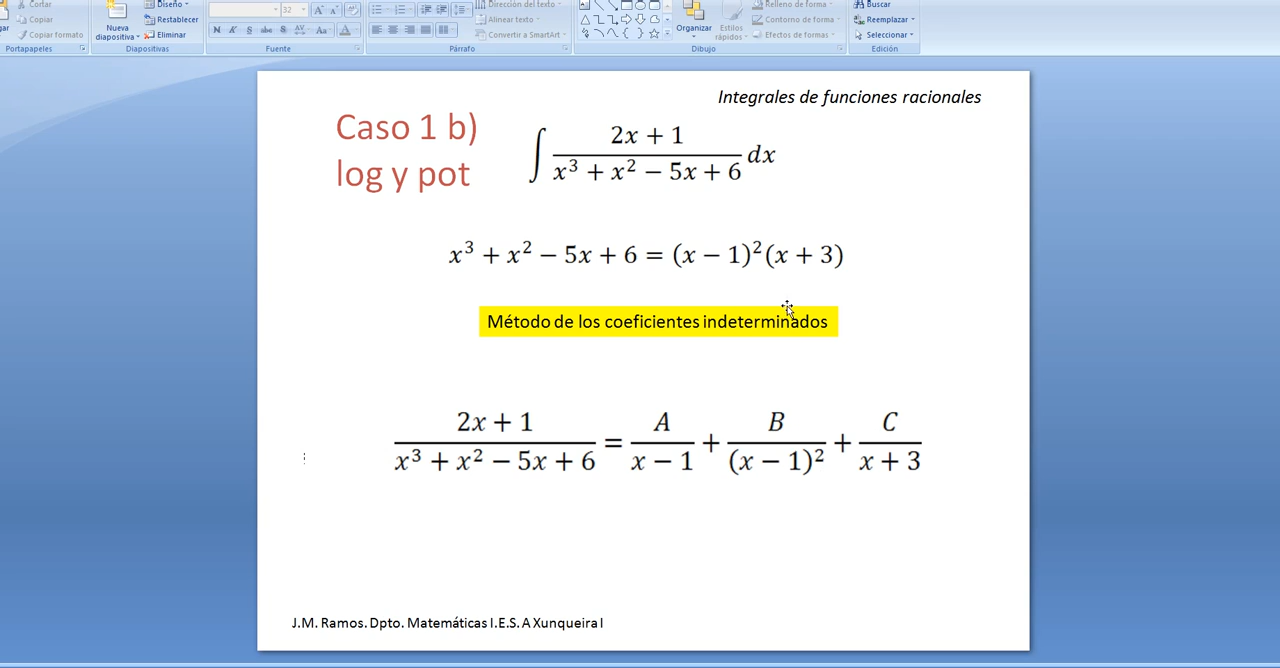 Cortar
Copiar
Copiar formato
Portapapeles
Nueva diapositiva
Diseño
Restablecer
Eliminar
Diapositivas
32
N K S abc S AV Aa A
Fuente
Dirección del texto
Alinear texto
Convertir a SmartArt
Párrafo
Organizar
Estilos rápidos
Relleno de forma
Contorno de forma
Efectos de formas
Dibujo
Buscar
Reemplazar
Seleccionar
Edición
Integrales de funciones racionales
Caso 1 b)
log y pot
∫ (2x + 1)/(x³ + x² − 5x + 6) dx
x³ + x² − 5x + 6 = (x − 1)²(x + 3)
Método de los coeficientes indeterminados
(2x + 1)/(x³ + x² − 5x + 6) = A/(x − 1) + B/(x − 1)² + C/(x + 3)
J.M. Ramos. Dpto. Matemáticas I.E.S. A Xunqueira I